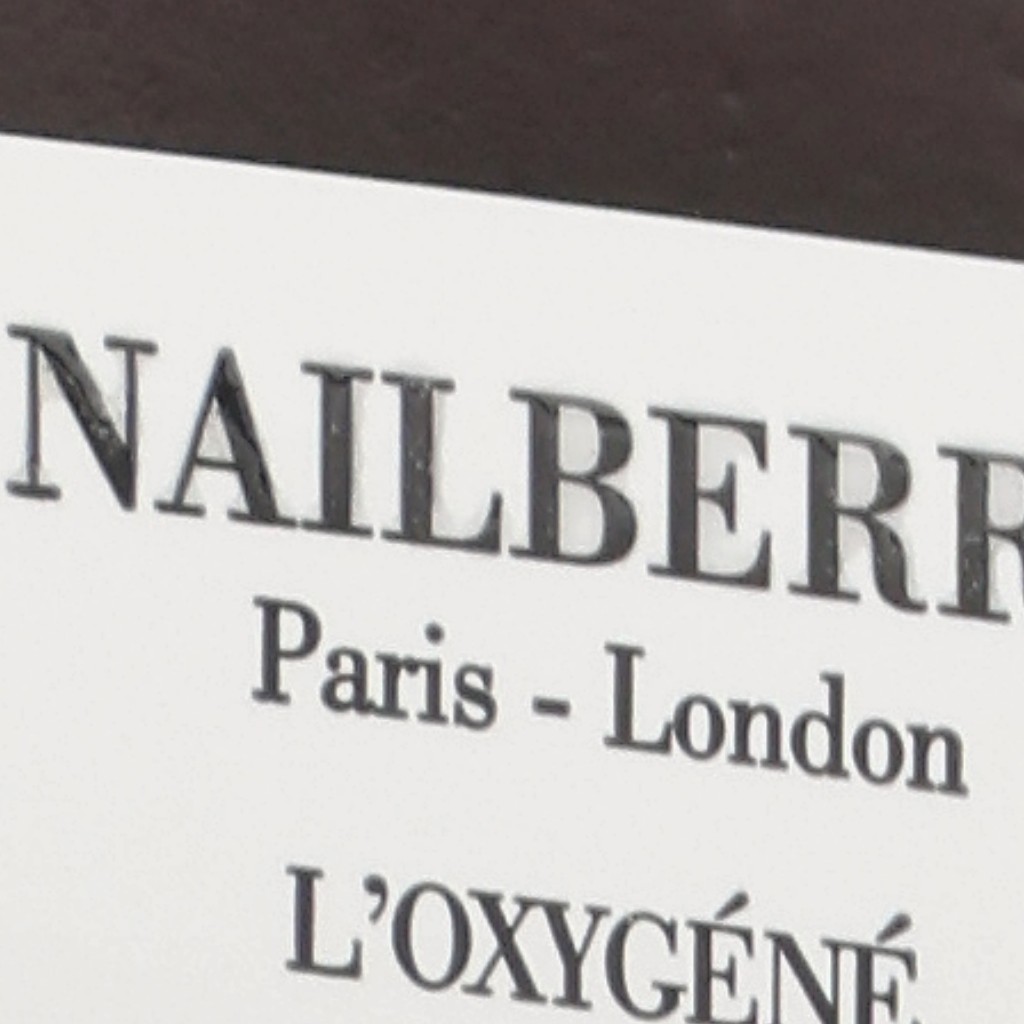 NAILBERR
Paris - London
L'OXYGÉNÉ